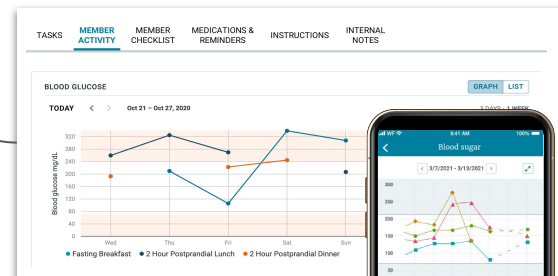 TASKS
MEMBER ACTIVITY
MEMBER CHECKLIST
MEDICATIONS & REMINDERS
INSTRUCTIONS
INTERNAL NOTES
BLOOD GLUCOSE
GRAPH LIST
TODAY < > Oct 21 – Oct 27, 2020
3 DAYS 1 WEEK
Blood glucose mg/dL
320
280
240
200
160
120
80
40
0
Wed Thu Fri Sat Sun
Fasting Breakfast 2 Hour Postprandial Lunch 2 Hour Postprandial Dinner
WF 9:41 AM 100%
< Blood sugar
< 3/7/2021 - 3/13/2021 >
300
250
200
150
100
50